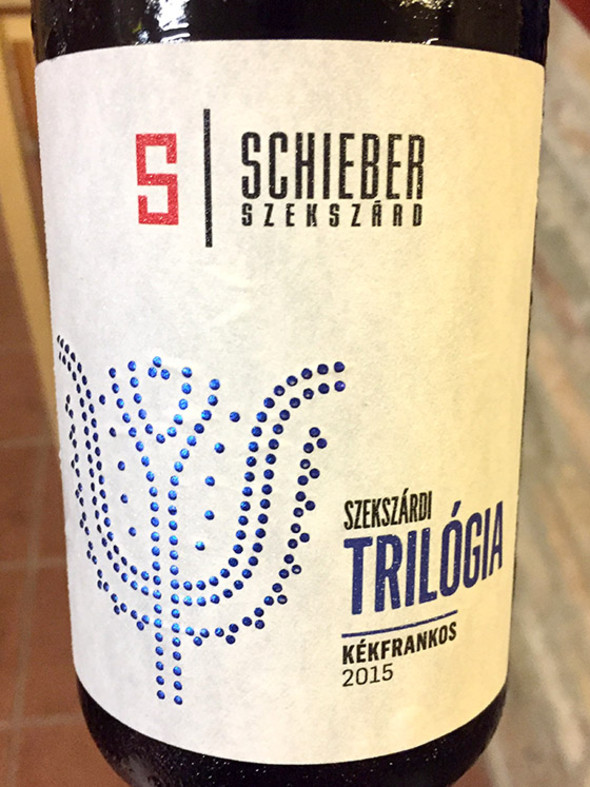 S
SCHIEBER
SZEKSZÁRD
SZEKSZÁRDI
TRILÓGIA
KÉKFRANKOS
2015